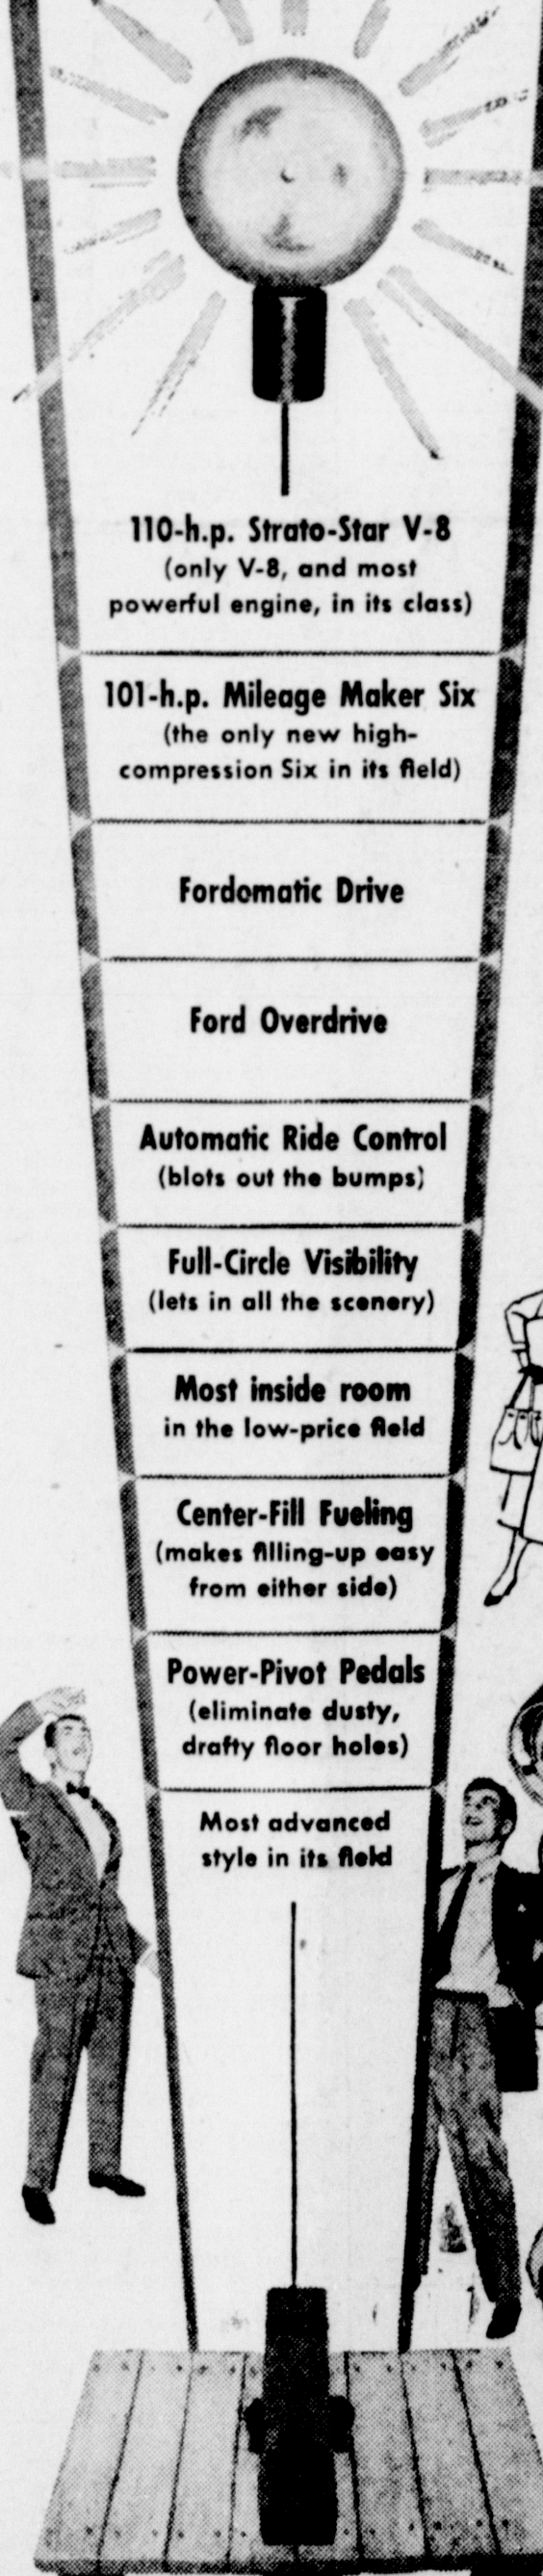 110-h.p. Strato-Star V-8
(only V-8, and most
powerful engine, in its class)
101-h.p. Mileage Maker Six
(the only new high-
compression Six in its field)
Fordomatic Drive
Ford Overdrive
Automatic Ride Control
(blots out the bumps)
Full-Circle Visibility
(lets in all the scenery)
Most inside room
in the low-price field
Center-Fill Fueling
(makes filling-up easy
from either side)
Power-Pivot Pedals
(eliminate dusty,
drafty floor holes)
Most advanced
style in its field